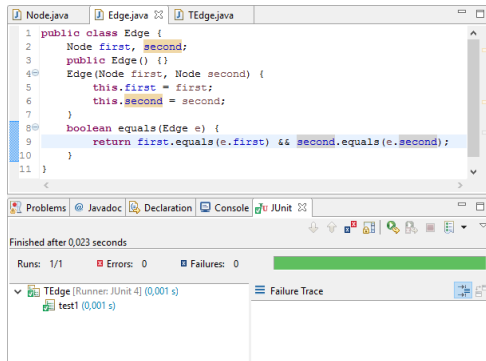 Node.java Edge.java TEdge.java
1 public class Edge {
2 Node first, second;
3 public Edge() {}
4 Edge(Node first, Node second) {
5 this.first = first;
6 this.second = second;
7 }
8 boolean equals(Edge e) {
9 return first.equals(e.first) && second.equals(e.second);
10 }
11 }
Problems @ Javadoc Declaration Console JUnit
Finished after 0,023 seconds
Runs: 1/1 Errors: 0 Failures: 0
TEdge [Runner: JUnit 4] (0,001 s) Failure Trace
test1 (0,001 s)